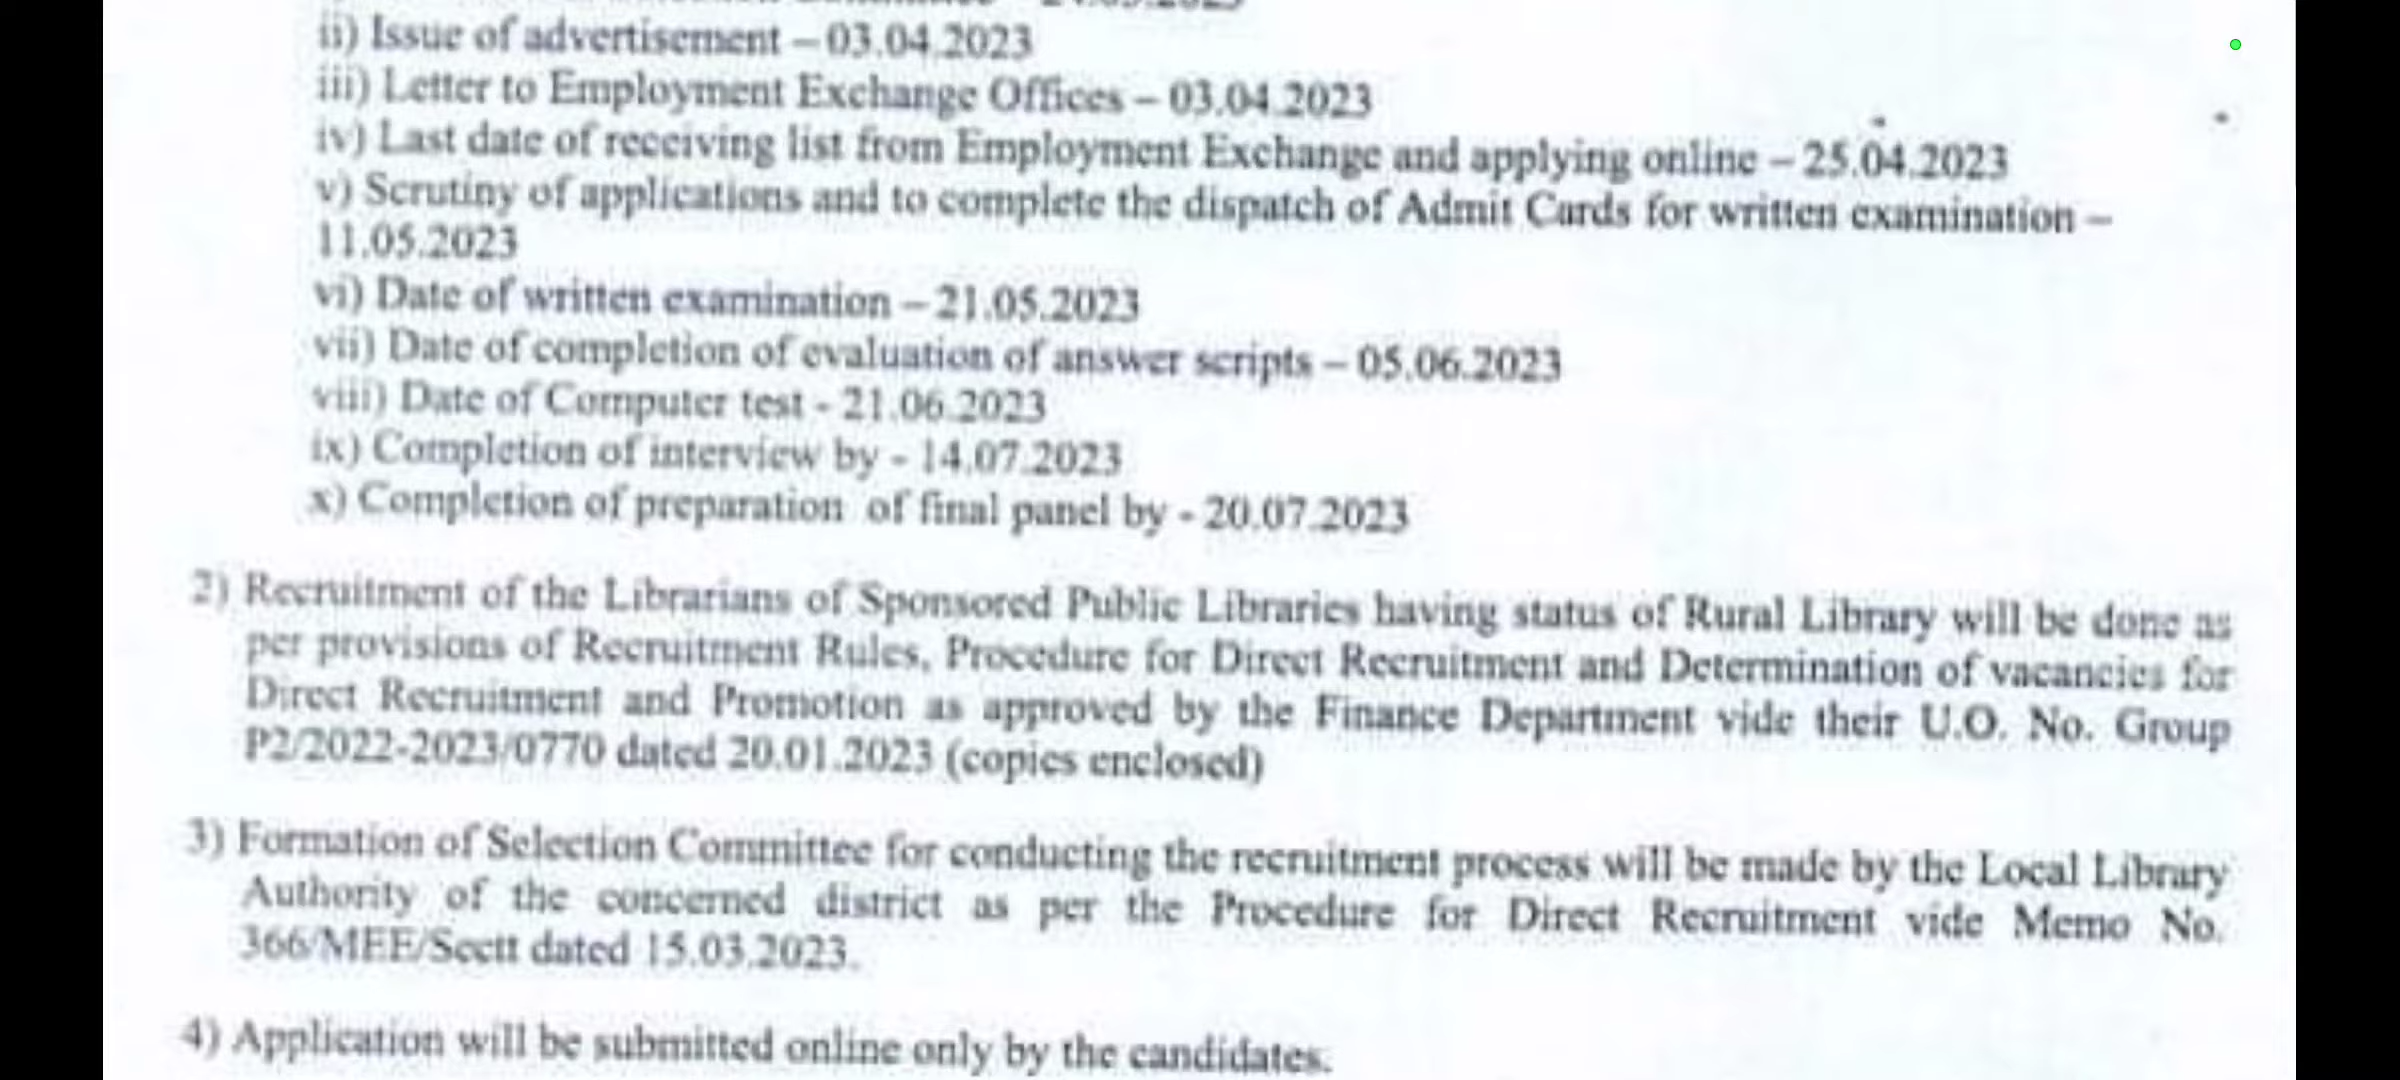 ii) Issue of advertisement – 03.04.2023
iii) Letter to Employment Exchange Offices – 03.04.2023
iv) Last date of receiving list from Employment Exchange and applying online – 25.04.2023
v) Scrutiny of applications and to complete the dispatch of Admit Cards for written examination –
11.05.2023
vi) Date of written examination – 21.05.2023
vii) Date of completion of evaluation of answer scripts – 05.06.2023
viii) Date of Computer test - 21.06.2023
ix) Completion of interview by - 14.07.2023
x) Completion of preparation of final panel by - 20.07.2023
2) Recruitment of the Librarians of Sponsored Public Libraries having status of Rural Library will be done as
per provisions of Recruitment Rules, Procedure for Direct Recruitment and Determination of vacancies for
Direct Recruitment and Promotion as approved by the Finance Department vide their U.O. No. Group
P2/2022-2023/0770 dated 20.01.2023 (copies enclosed)
3) Formation of Selection Committee for conducting the recruitment process will be made by the Local Library
Authority of the concerned district as per the Procedure for Direct Recruitment vide Memo No.
366/MEE/Sectt dated 15.03.2023.
4) Application will be submitted online only by the candidates.